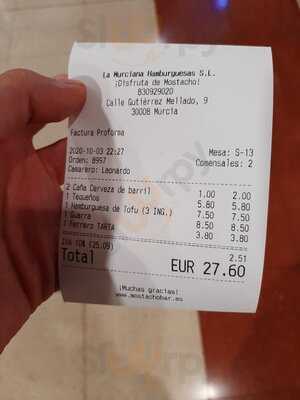 La Murciana Hamburguesas S.L.
¡Disfruta de Mostacho!
B30929020
Calle Gutiérrez Mellado, 9
30008 Murcia
Factura Proforma
2020-10-03 22:27 Mesa: S-13
Orden: 8957 Comensales: 2
Camarero: Leonardo
2 Caña Cerveza de barril 1.00 2.00
1 Tequeños 5.80 5.80
1 Hamburguesa de Tofu (3 ING.) 7.50 7.50
1 Guarra 8.50 8.50
1 Ferrero TARTA 3.80 3.80
IVA 10% (25.09) 2.51
Total EUR 27.60
¡Muchas gracias!
www.mostachobar.es